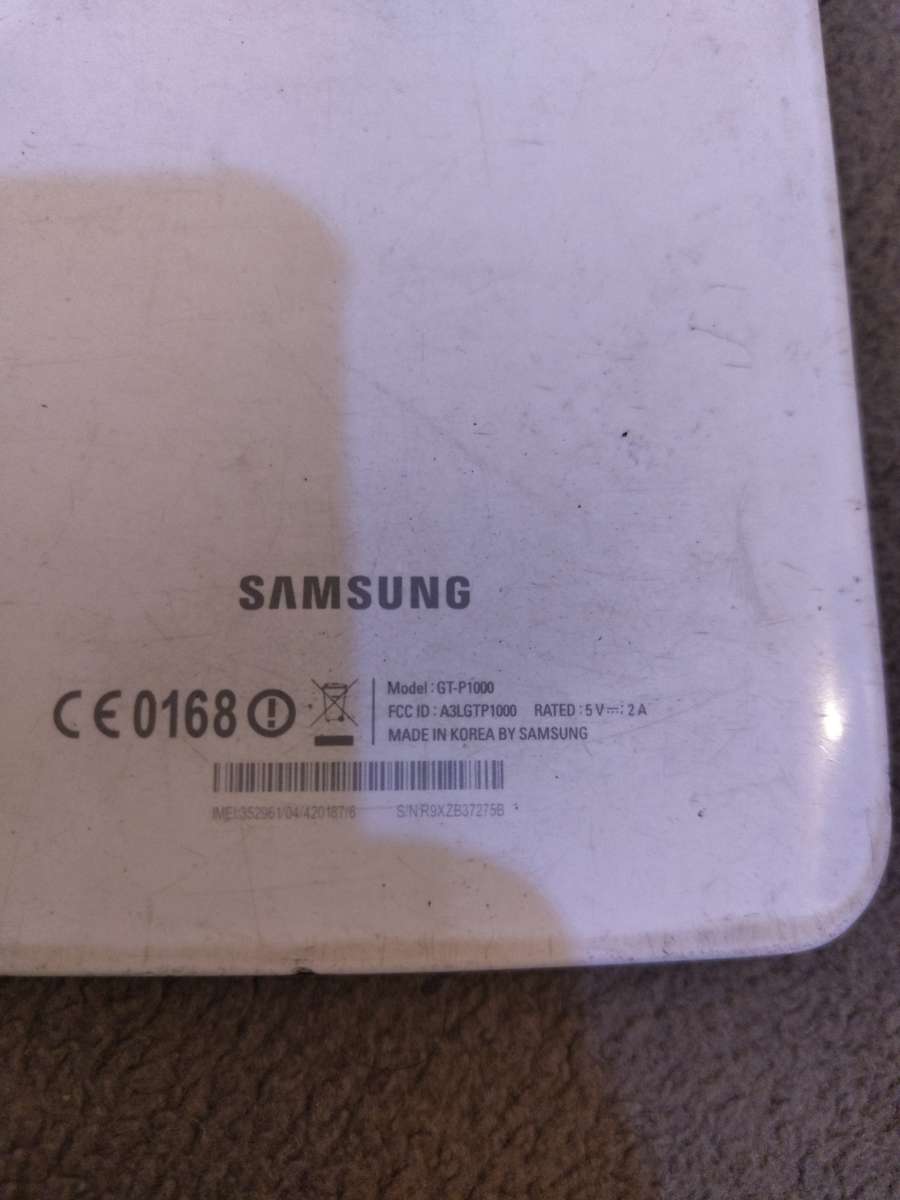 SAMSUNG
CE0168
Model : GT-P1000
FCC ID : A3LGTP1000 RATED : 5 V⎓; 2 A
MADE IN KOREA BY SAMSUNG
IMEI:352961/04/420187/6 S/N:R9XZB37275B